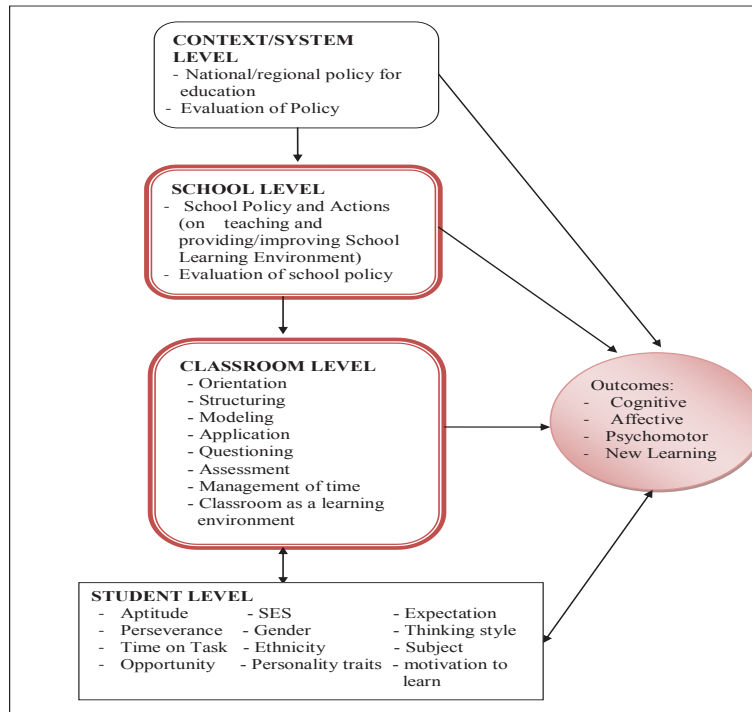 CONTEXT/SYSTEM
LEVEL
- National/regional policy for
education
- Evaluation of Policy
SCHOOL LEVEL
- School Policy and Actions
(on teaching and
providing/improving School
Learning Environment)
- Evaluation of school policy
CLASSROOM LEVEL
- Orientation
- Structuring
- Modeling
- Application
- Questioning
- Assessment
- Management of time
- Classroom as a learning
environment
Outcomes:
- Cognitive
- Affective
- Psychomotor
- New Learning
STUDENT LEVEL
- Aptitude - SES - Expectation
- Perseverance - Gender - Thinking style
- Time on Task - Ethnicity - Subject
- Opportunity - Personality traits - motivation to
learn